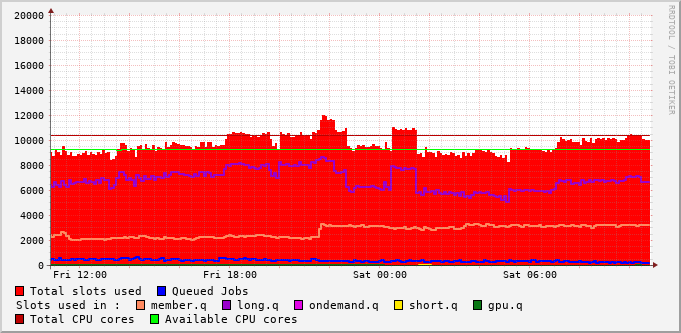 20000
18000
16000
14000
12000
10000
8000
6000
4000
2000
0
Fri 12:00 Fri 18:00 Sat 00:00 Sat 06:00
Total slots used Queued Jobs
Slots used in : member.q long.q ondemand.q short.q gpu.q
Total CPU cores Available CPU cores
RRDTOOL / TOBI OETIKER